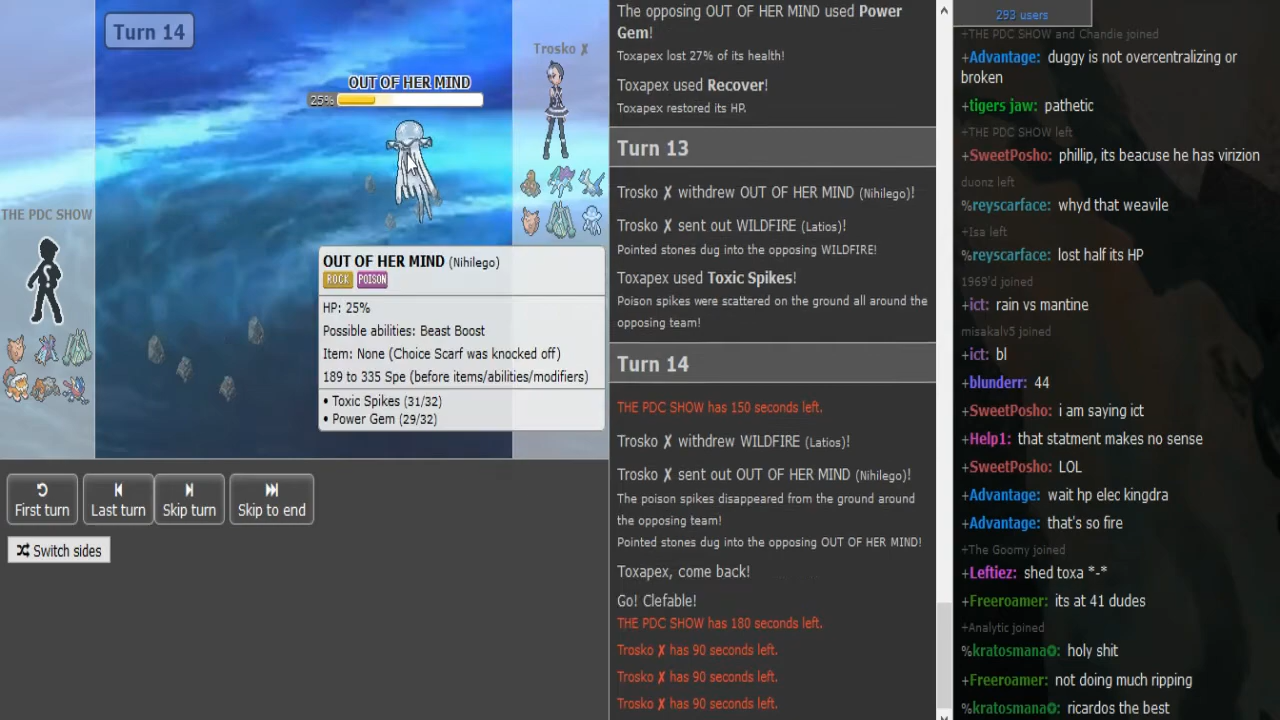 Turn 14
OUT OF HER MIND
25%
Trosko ✗
THE PDC SHOW
OUT OF HER MIND (Nihilego)
ROCK POISON
HP: 25%
Possible abilities: Beast Boost
Item: None (Choice Scarf was knocked off)
189 to 335 Spe (before items/abilities/modifiers)
• Toxic Spikes (31/32)
• Power Gem (29/32)
First turn
Last turn
Skip turn
Skip to end
Switch sides
The opposing OUT OF HER MIND used Power
Gem!
Toxapex lost 27% of its health!
Toxapex used Recover!
Toxapex restored its HP.
Turn 13
Trosko ✗ withdrew OUT OF HER MIND (Nihilego)!
Trosko ✗ sent out WILDFIRE (Latios)!
Pointed stones dug into the opposing WILDFIRE!
Toxapex used Toxic Spikes!
Poison spikes were scattered on the ground all around the
opposing team!
Turn 14
THE PDC SHOW has 150 seconds left.
Trosko ✗ withdrew WILDFIRE (Latios)!
Trosko ✗ sent out OUT OF HER MIND (Nihilego)!
The poison spikes disappeared from the ground around
the opposing team!
Pointed stones dug into the opposing OUT OF HER MIND!
Toxapex, come back!
Go! Clefable!
THE PDC SHOW has 180 seconds left.
Trosko ✗ has 90 seconds left.
Trosko ✗ has 90 seconds left.
Trosko ✗ has 90 seconds left.
293 users
+THE PDC SHOW and Chandie joined
+Advantage: duggy is not overcentralizing or
broken
+tigers jaw: pathetic
+THE PDC SHOW left
+SweetPosho: phillip, its beacuse he has virizion
duonz left
%reyscarface: whyd that weavile
+Isa left
%reyscarface: lost half its HP
1969'd joined
+ict: rain vs mantine
misakalv5 joined
+ict: bl
+blunderr: 44
+SweetPosho: i am saying ict
+Help1: that statment makes no sense
+SweetPosho: LOL
+Advantage: wait hp elec kingdra
+Advantage: that's so fire
+The Goomy joined
+Leftiez: shed toxa *-*
+Freeroamer: its at 41 dudes
+Analytic joined
%kratosmana✪: holy shit
+Freeroamer: not doing much ripping
%kratosmana✪: ricardos the best